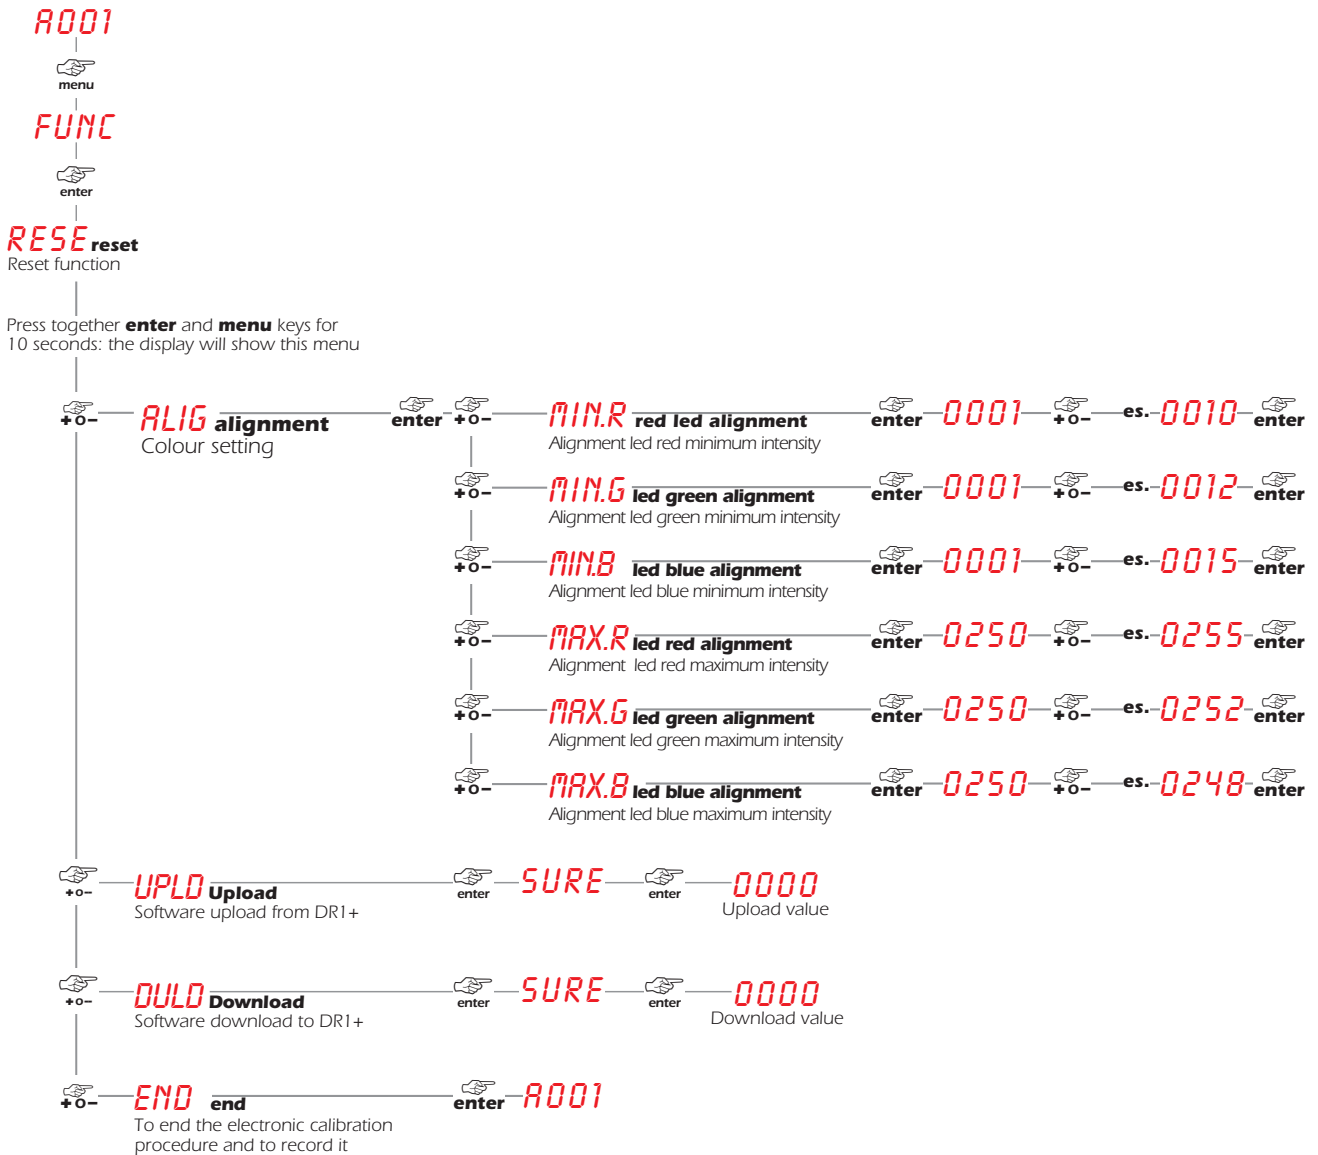 A001
menu
FUNC
enter
RESE reset
Reset function
Press together enter and menu keys for
10 seconds: the display will show this menu
+o- ALIG alignment enter +o- MIN.R red led alignment enter 0001 +o- es. 0010 enter
Colour setting
Alignment led red minimum intensity
+o- MIN.G led green alignment enter 0001 +o- es. 0012 enter
Alignment led green minimum intensity
+o- MIN.B led blue alignment enter 0001 +o- es. 0015 enter
Alignment led blue minimum intensity
+o- MAX.R led red alignment enter 0250 +o- es. 0255 enter
Alignment led red maximum intensity
+o- MAX.G led green alignment enter 0250 +o- es. 0252 enter
Alignment led green maximum intensity
+o- MAX.B led blue alignment enter 0250 +o- es. 0248 enter
Alignment led blue maximum intensity
+o- UPLD Upload enter SURE enter 0000
Software upload from DR1+
Upload value
+o- DULD Download enter SURE enter 0000
Software download to DR1+
Download value
+o- END end enter A001
To end the electronic calibration
procedure and to record it